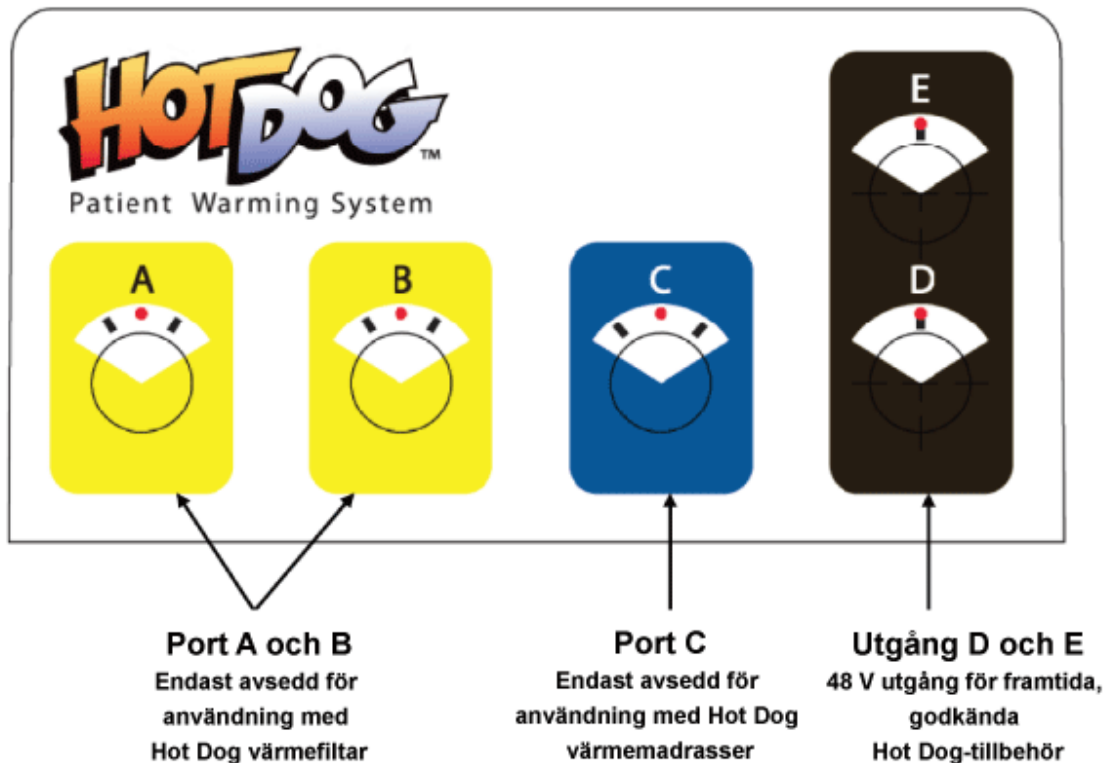 HOTDOG™
Patient Warming System
A
B
C
E
D
Port A och B
Endast avsedd för
användning med
Hot Dog värmefiltar
Port C
Endast avsedd för
användning med Hot Dog
värmemadrasser
Utgång D och E
48 V utgång för framtida,
godkända
Hot Dog-tillbehör